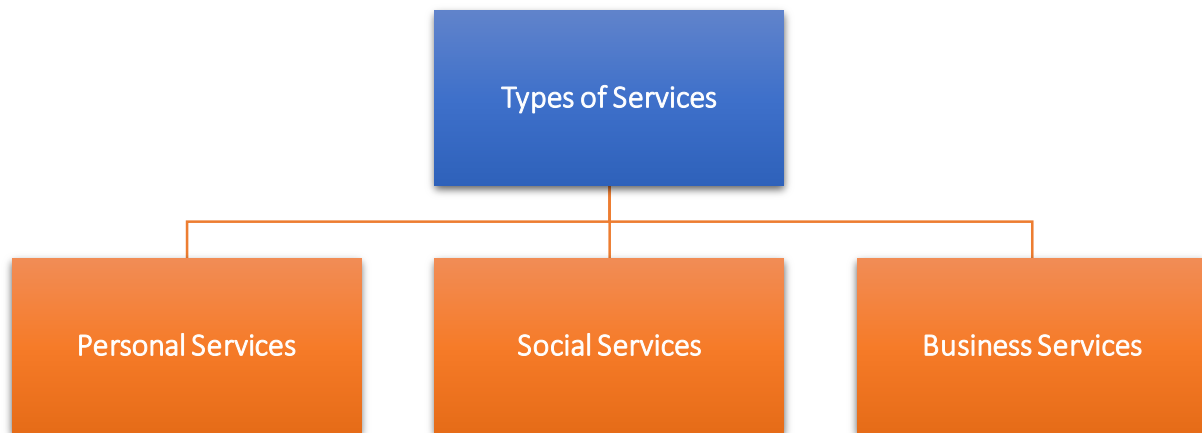 Types of Services
Personal Services
Social Services
Business Services